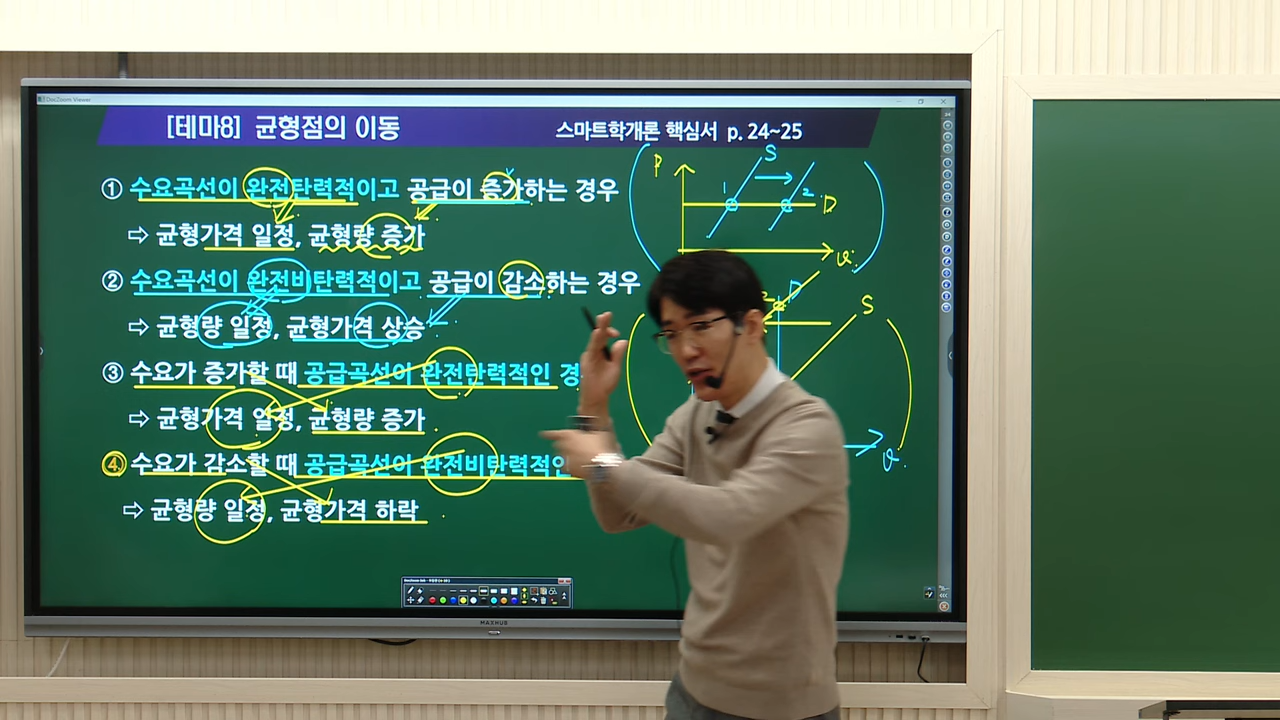 DocZoom Viewer
[테마8] 균형점의 이동
스마트학개론 핵심서 p. 24~25
① 수요곡선이 완전탄력적이고 공급이 증가하는 경우
⇨ 균형가격 일정, 균형량 증가
② 수요곡선이 완전비탄력적이고 공급이 감소하는 경우
⇨ 균형량 일정, 균형가격 상승
③ 수요가 증가할 때 공급곡선이 완전탄력적인 경
⇨ 균형가격 일정, 균형량 증가
④ 수요가 감소할 때 공급곡선이 완전비탄력적인
⇨ 균형량 일정, 균형가격 하락
P
S
1
2
D
D
S
MAXHUB